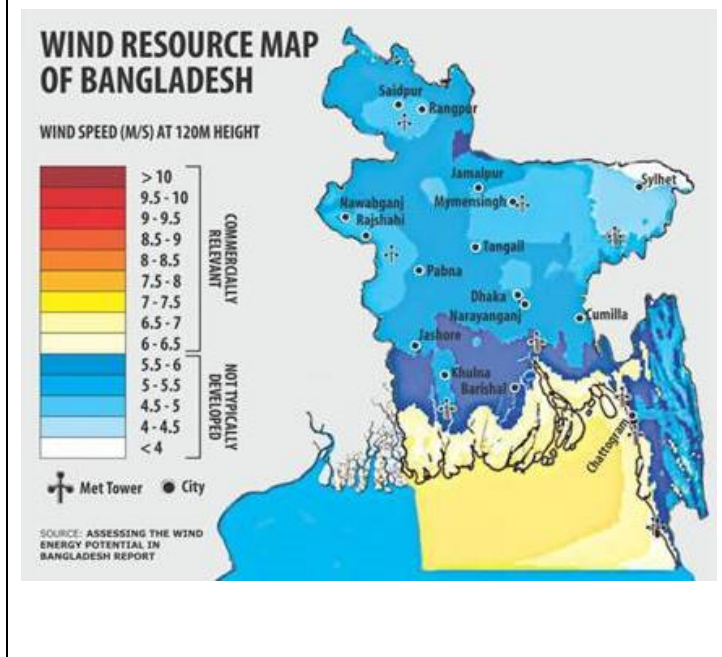 WIND RESOURCE MAP
OF BANGLADESH
WIND SPEED (M/S) AT 120M HEIGHT
> 10
9.5 - 10
9 - 9.5
8.5 - 9
8 - 8.5
7.5 - 8
7 - 7.5
6.5 - 7
6 - 6.5
5.5 - 6
5 - 5.5
4.5 - 5
4 - 4.5
< 4
COMMERCIALLY
RELEVANT
NOT TYPICALLY
DEVELOPED
Met Tower
City
SOURCE: ASSESSING THE WIND
ENERGY POTENTIAL IN
BANGLADESH REPORT
Saidpur
Rangpur
Jamalpur
Sylhet
Nawabganj
Mymensingh
Rajshahi
Tangail
Pabna
Dhaka
Narayanganj
Cumilla
Jashore
Khulna
Barishal
Chattogram